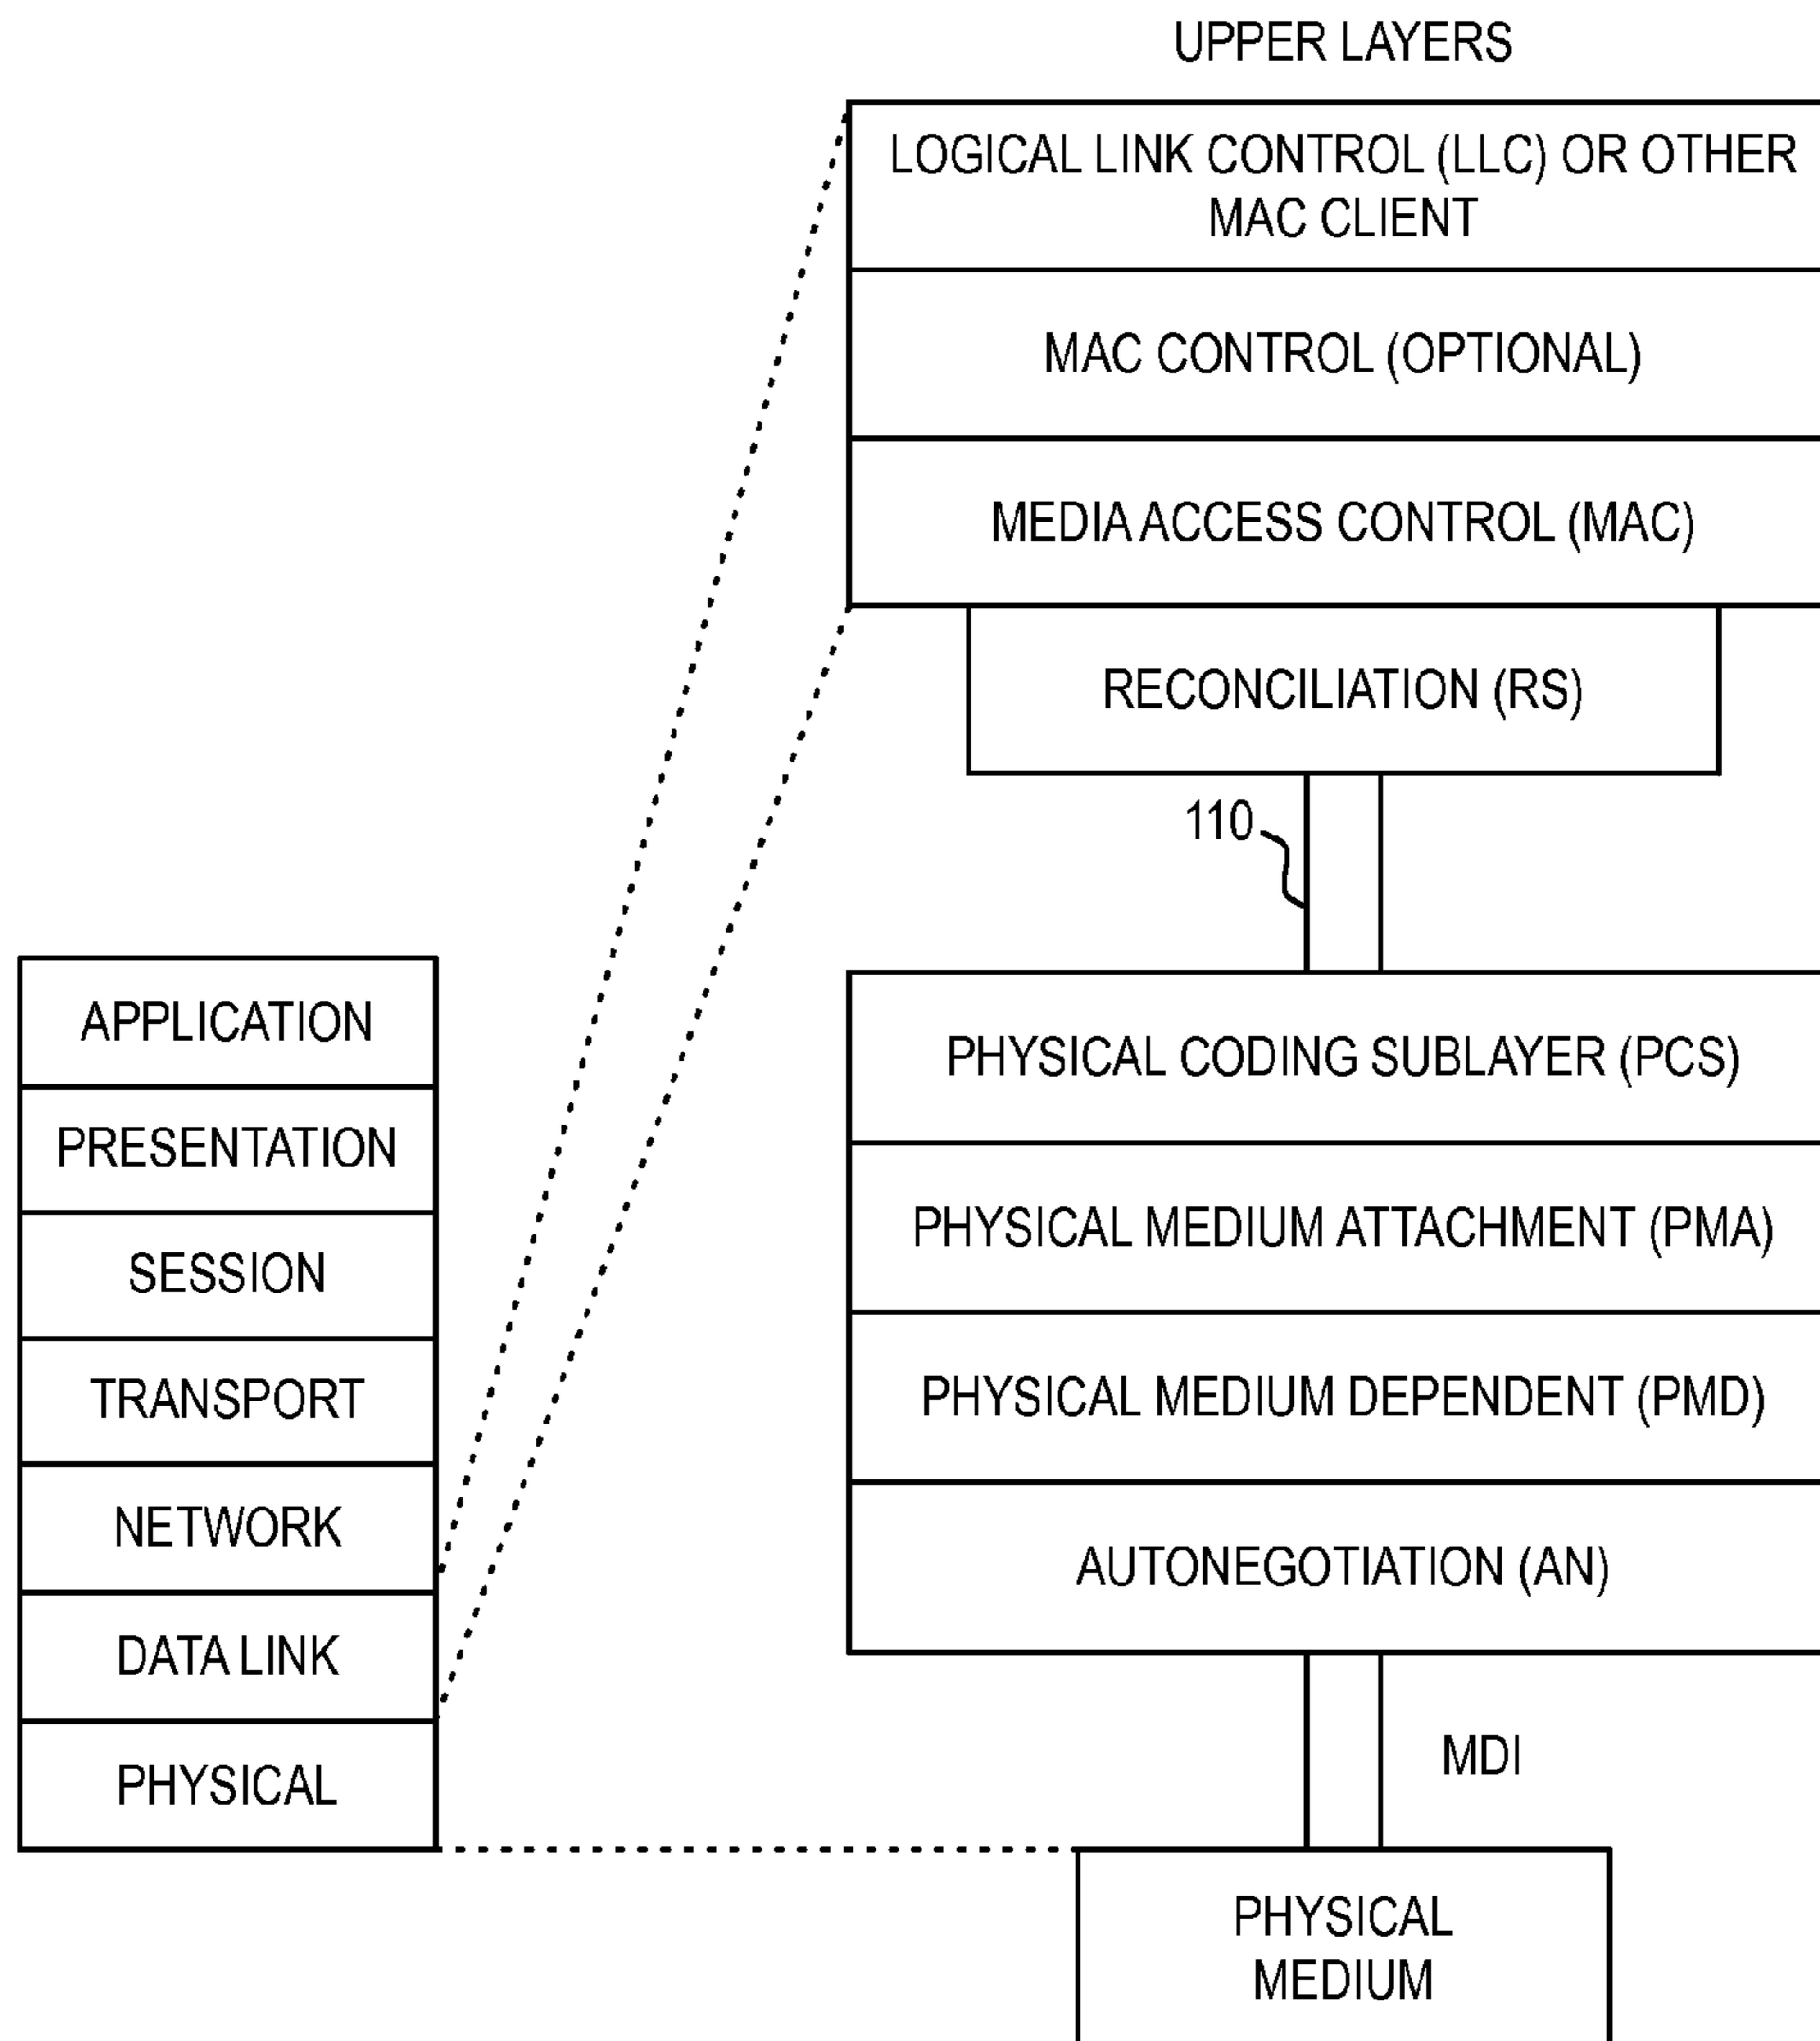 UPPER LAYERS
LOGICAL LINK CONTROL (LLC) OR OTHER
MAC CLIENT
MAC CONTROL (OPTIONAL)
MEDIA ACCESS CONTROL (MAC)
RECONCILIATION (RS)
110
PHYSICAL CODING SUBLAYER (PCS)
PHYSICAL MEDIUM ATTACHMENT (PMA)
PHYSICAL MEDIUM DEPENDENT (PMD)
AUTONEGOTIATION (AN)
MDI
PHYSICAL
MEDIUM
APPLICATION
PRESENTATION
SESSION
TRANSPORT
NETWORK
DATA LINK
PHYSICAL